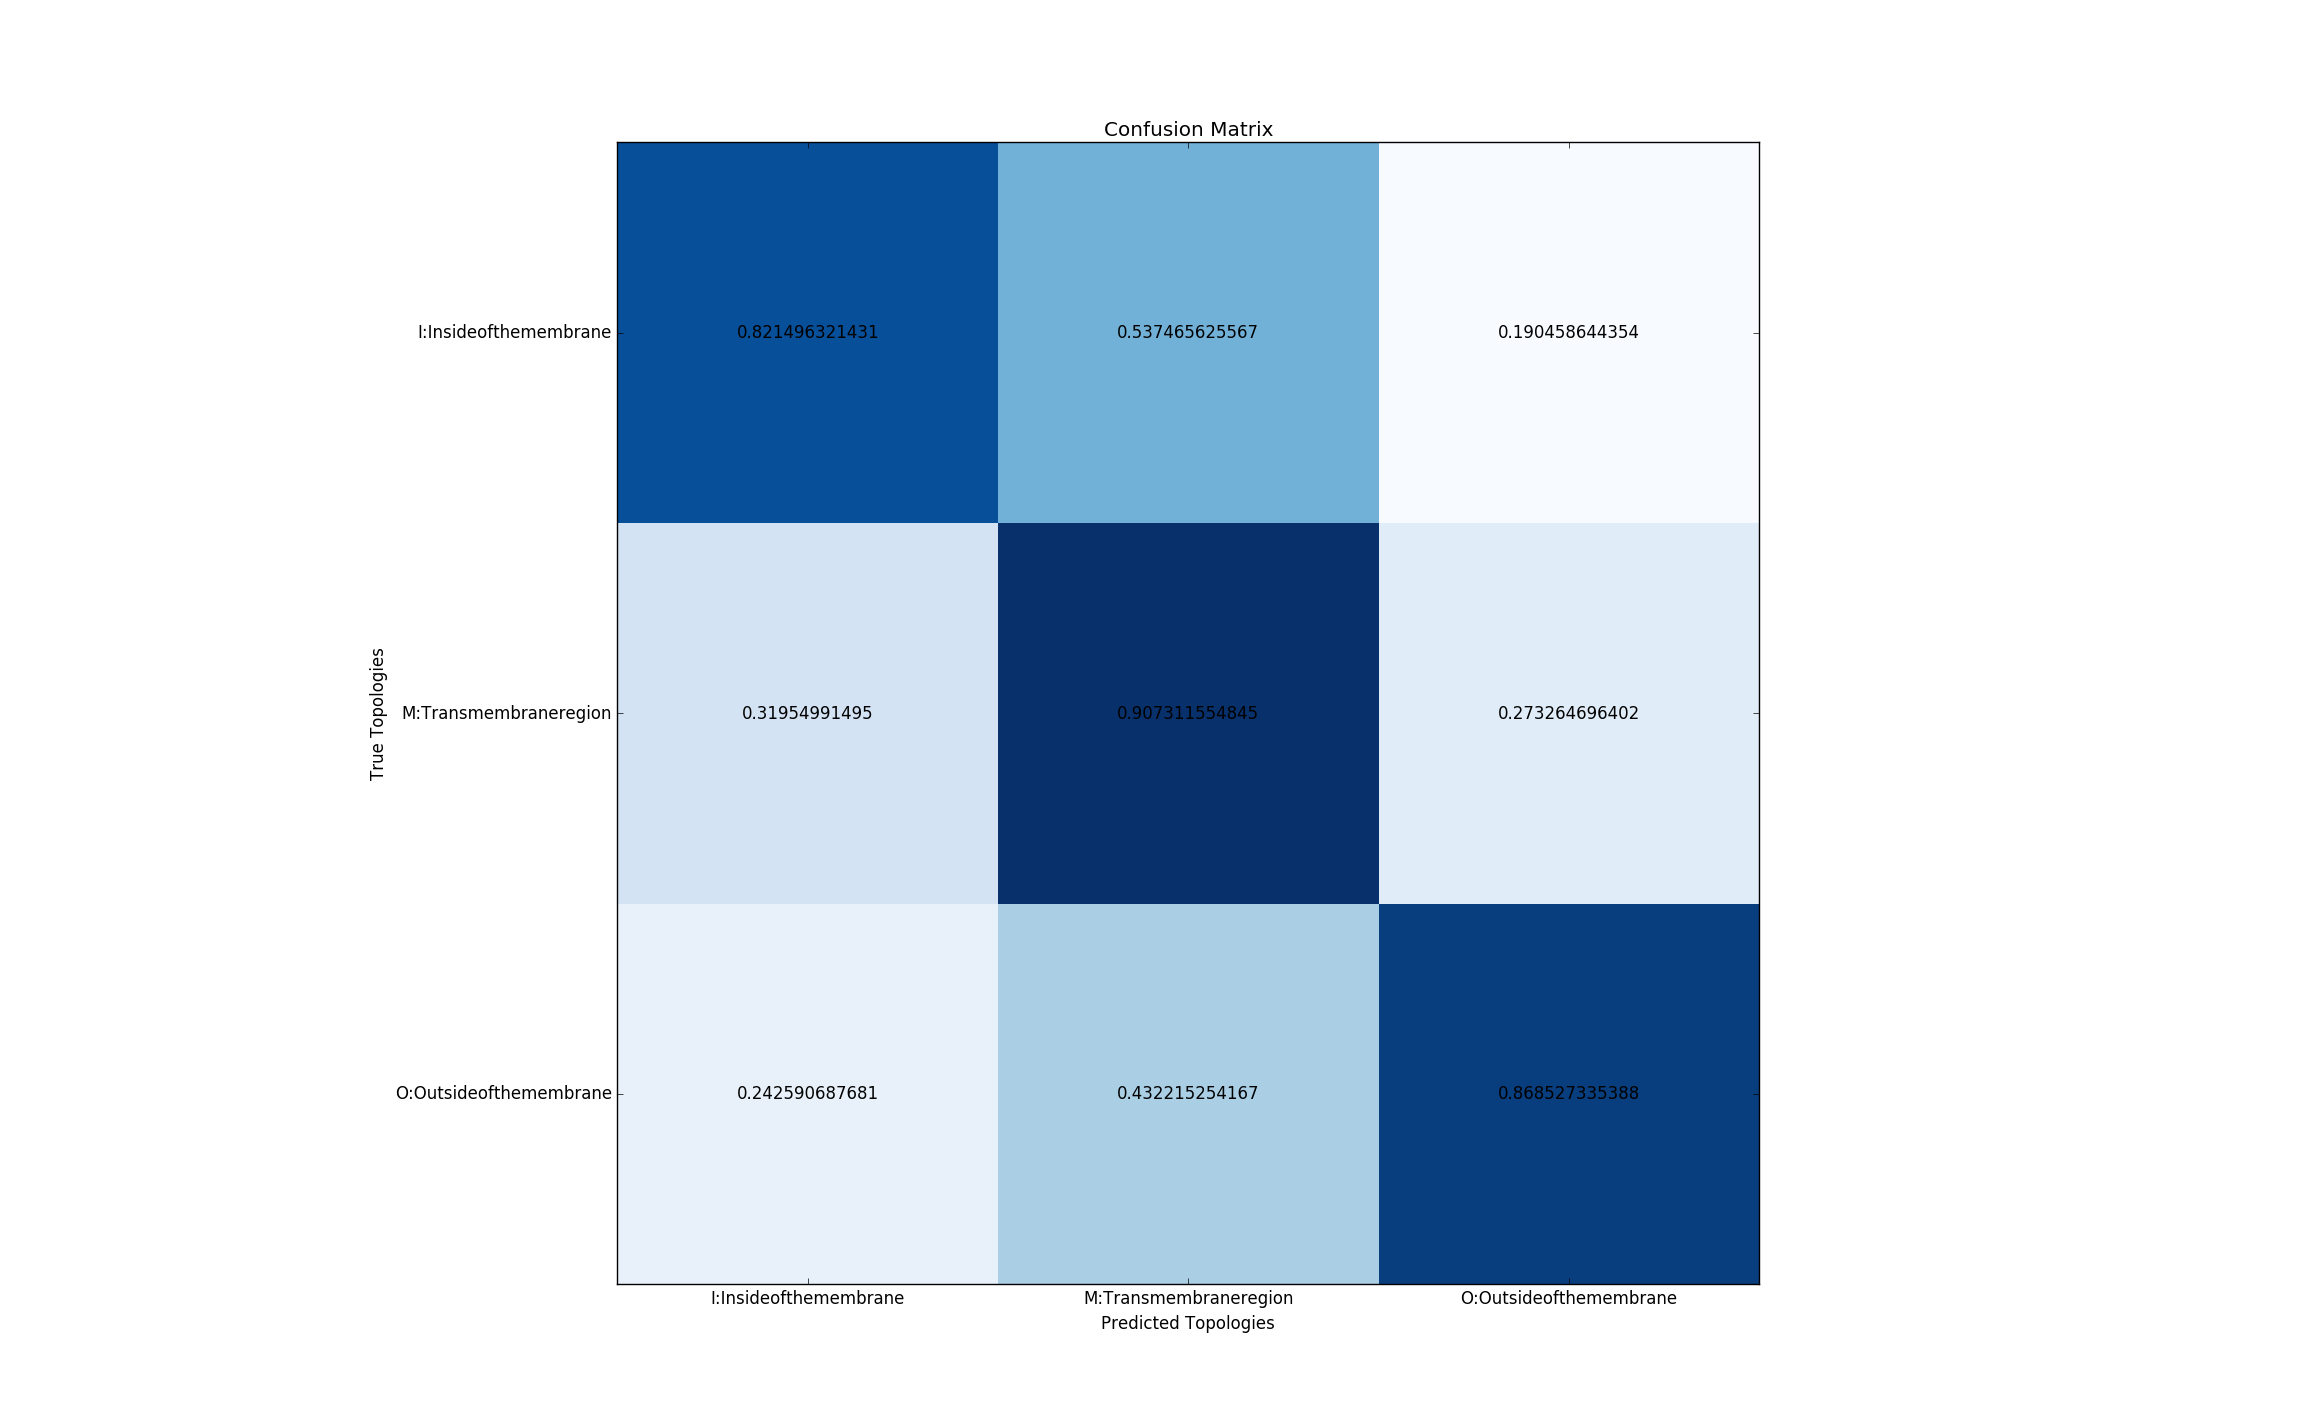 Confusion Matrix
I:Insideofthemembrane
0.821496321431
0.537465625567
0.190458644354
True Topologies
M:Transmembraneregion
0.31954991495
0.907311554845
0.273264696402
O:Outsideofthemembrane
0.242590687681
0.432215254167
0.868527335388
I:Insideofthemembrane
M:Transmembraneregion
O:Outsideofthemembrane
Predicted Topologies